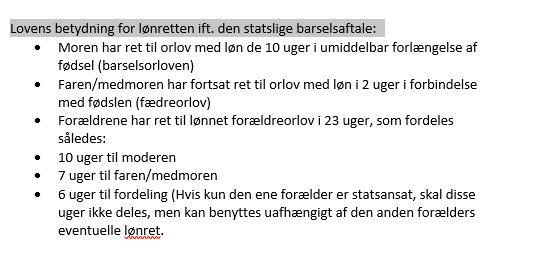 Lovens betydning for lønretten ift. den statslige barselsaftale:
• Moren har ret til orlov med løn de 10 uger i umiddelbar forlængelse af
fødsel (barselsorloven)
• Faren/medmoren har fortsat ret til orlov med løn i 2 uger i forbindelse
med fødslen (fædreorlov)
• Forældrene har ret til lønnet forældreorlov i 23 uger, som fordeles
således:
• 10 uger til moderen
• 7 uger til faren/medmoren
• 6 uger til fordeling (Hvis kun den ene forælder er statsansat, skal disse
uger ikke deles, men kan benyttes uafhængigt af den anden forælders
eventuelle lønret.